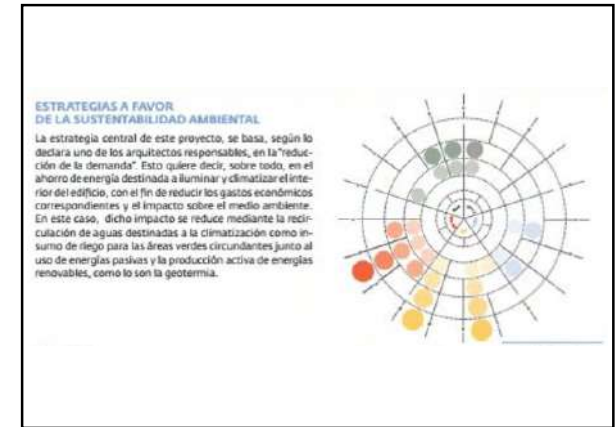 ESTRATEGIAS A FAVOR
DE LA SUSTENTABILIDAD AMBIENTAL
La estrategia central de este proyecto, se basa, según lo
declara uno de los arquitectos responsables, en la "reduc-
ción de la demanda". Esto quiere decir, sobre todo, en el
ahorro de energía destinada a iluminar y climatizar el inte-
rior del edificio, con el fin de reducir los gastos económicos
correspondientes y el impacto sobre el medio ambiente.
En este caso, dicho impacto se reduce mediante la recir-
culación de aguas destinadas a la climatización como in-
sumo de riego para las áreas verdes circundantes junto al
uso de energías pasivas y la producción activa de energías
renovables, como lo son la geotermia.